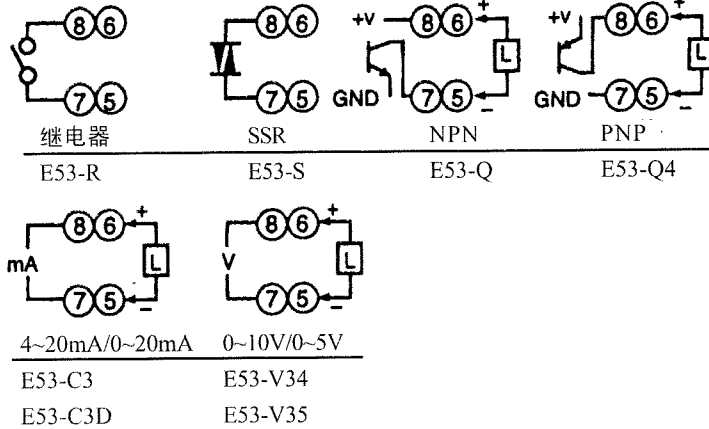 8 6
7 5
继电器
E53-R
8 6
7 5
SSR
E53-S
+V 8 6 +
L
GND 7 5 −
NPN
E53-Q
+V 8 6 +
L
GND 7 5 −
PNP
E53-Q4
8 6 +
mA L
7 5 −
4~20mA/0~20mA
E53-C3
E53-C3D
8 6 +
V L
7 5 −
0~10V/0~5V
E53-V34
E53-V35